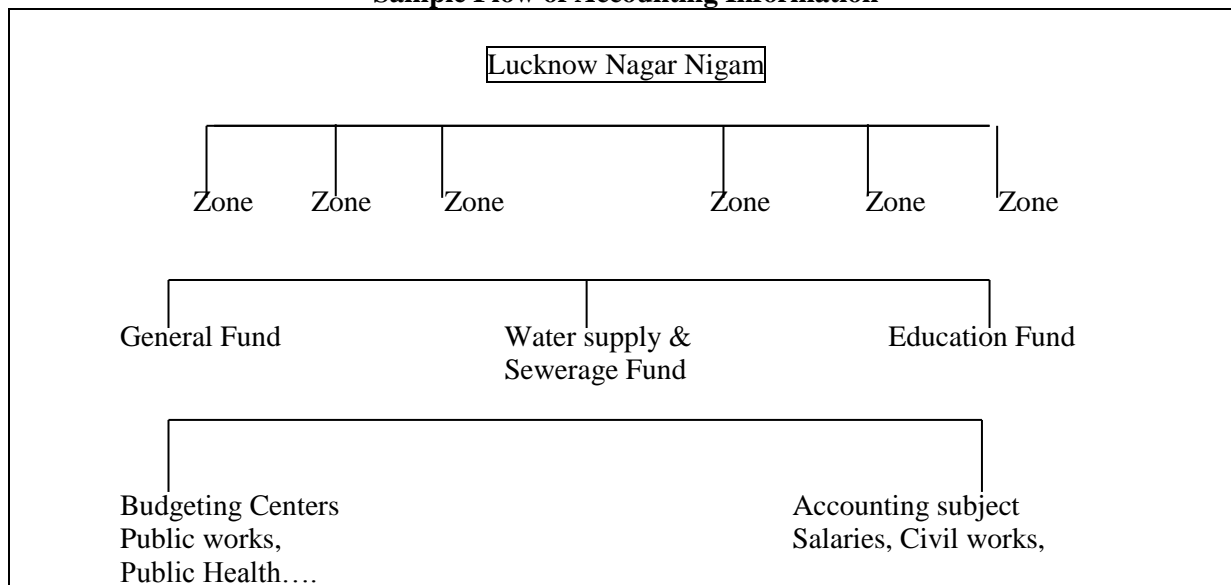 Sample Flow of Accounting Information
Lucknow Nagar Nigam
Zone Zone Zone Zone Zone Zone
General Fund Water supply & Education Fund
Sewerage Fund
Budgeting Centers Accounting subject
Public works, Salaries, Civil works,
Public Health….